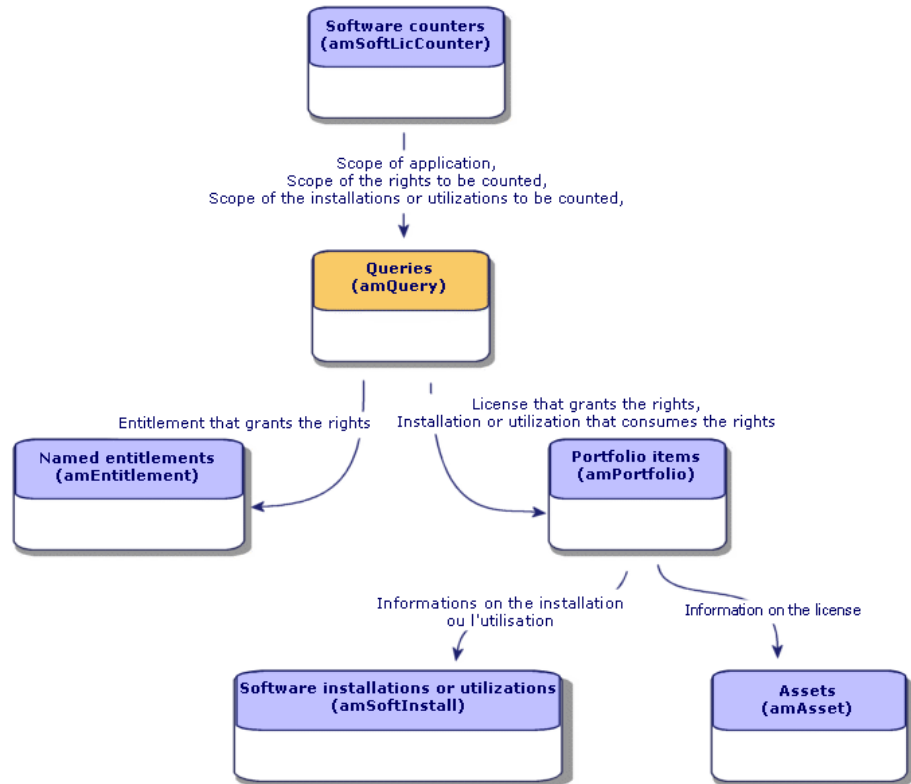 Software counters
(amSoftLicCounter)
Scope of application,
Scope of the rights to be counted,
Scope of the installations or utilizations to be counted,
Queries
(amQuery)
Entitlement that grants the rights
License that grants the rights,
Installation or utilization that consumes the rights
Named entitlements
(amEntitlement)
Portfolio items
(amPortfolio)
Informations on the installation
ou l'utilisation
Information on the license
Software installations or utilizations
(amSoftInstall)
Assets
(amAsset)